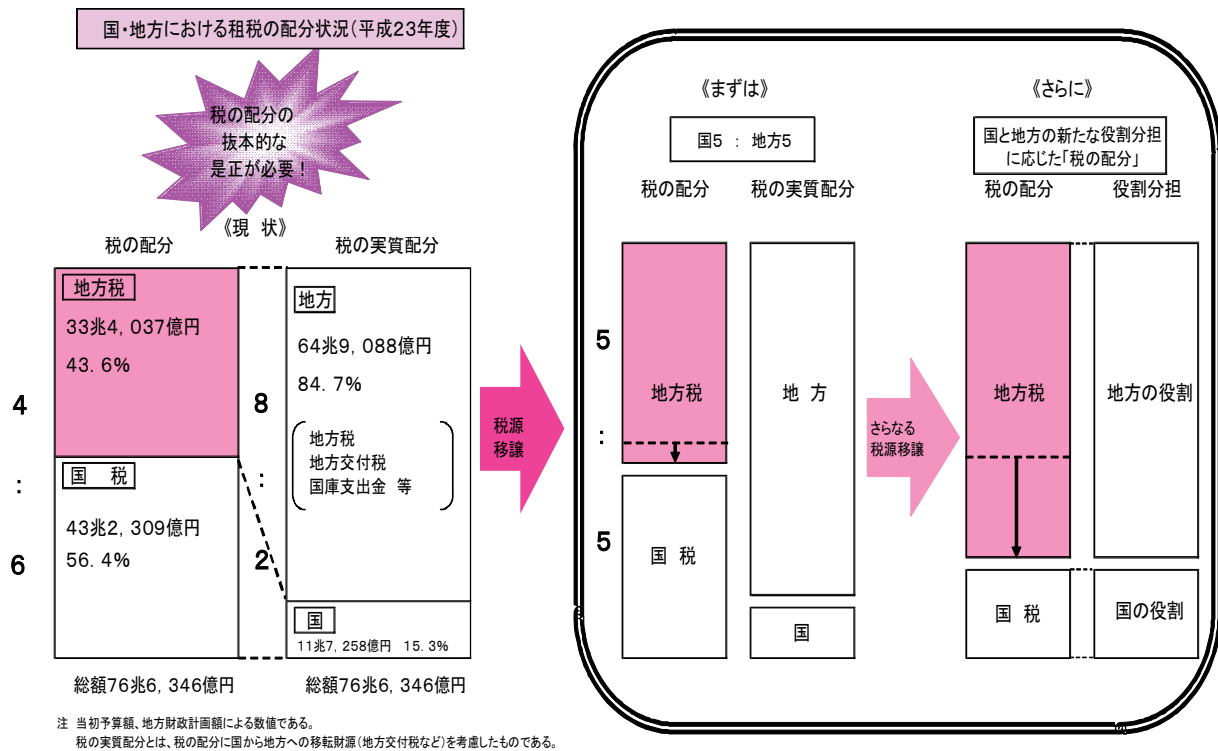 国・地方における租税の配分状況(平成23年度)
税の配分の
抜本的な
是正が必要！
《現 状》
税の配分
税の実質配分
4
:
6
地方税
33兆4, 037億円
43. 6%
国 税
43兆2, 309億円
56. 4%
8
:
2
地方
64兆9, 088億円
84. 7%
地方税
地方交付税
国庫支出金 等
国
11兆7, 258億円 15. 3%
総額76兆6, 346億円
総額76兆6, 346億円
注 当初予算額、地方財政計画額による数値である。
税の実質配分とは、税の配分に国から地方への移転財源(地方交付税など)を考慮したものである。
税源
移譲
《まずは》
国5 : 地方5
税の配分
税の実質配分
5
:
5
地方税
国 税
地 方
国
さらなる
税源移譲
《さらに》
国と地方の新たな役割分担
に応じた「税の配分」
税の配分
役割分担
地方税
地方の役割
国 税
国の役割